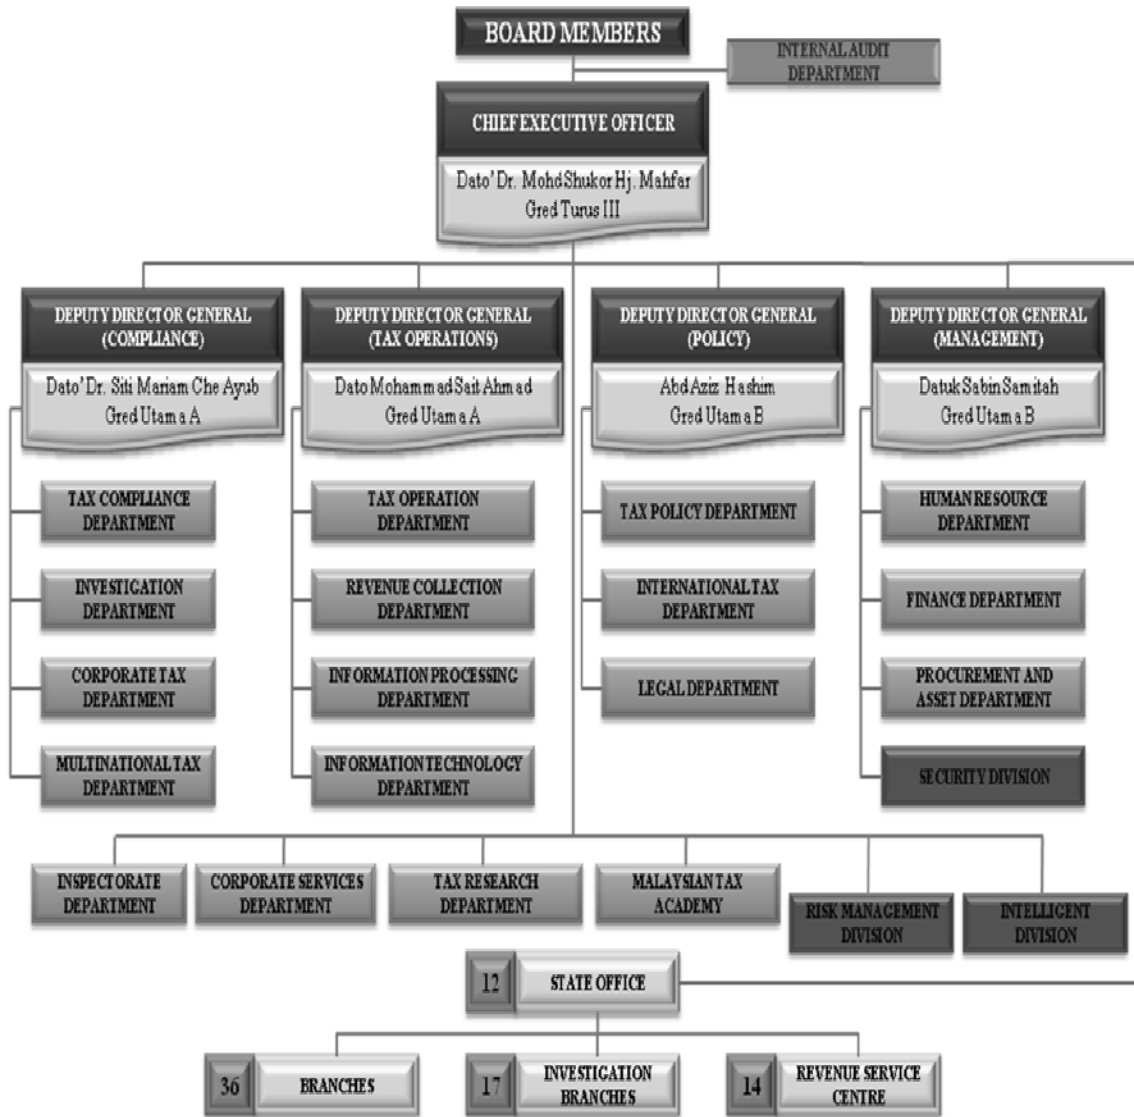 BOARD MEMBERS
INTERNAL AUDIT
DEPARTMENT
CHIEF EXECUTIVE OFFICER
Dato' Dr. Mohd Shukor Hj. Mahfar
Gred Turus III
DEPUTY DIRECTOR GENERAL
(COMPLIANCE)
Dato' Dr. Siti Mariam Che Ayub
Gred Utama A
DEPUTY DIRECTOR GENERAL
(TAX OPERATIONS)
Dato Mohammad Sait Ahmad
Gred Utama A
DEPUTY DIRECTOR GENERAL
(POLICY)
Abd Aziz Hashim
Gred Utama B
DEPUTY DIRECTOR GENERAL
(MANAGEMENT)
Datuk Sabin Samitah
Gred Utama B
TAX COMPLIANCE
DEPARTMENT
INVESTIGATION
DEPARTMENT
CORPORATE TAX
DEPARTMENT
MULTINATIONAL TAX
DEPARTMENT
TAX OPERATION
DEPARTMENT
REVENUE COLLECTION
DEPARTMENT
INFORMATION PROCESSING
DEPARTMENT
INFORMATION TECHNOLOGY
DEPARTMENT
TAX POLICY DEPARTMENT
INTERNATIONAL TAX
DEPARTMENT
LEGAL DEPARTMENT
HUMAN RESOURCE
DEPARTMENT
FINANCE DEPARTMENT
PROCUREMENT AND
ASSET DEPARTMENT
SECURITY DIVISION
INSPECTORATE
DEPARTMENT
CORPORATE SERVICES
DEPARTMENT
TAX RESEARCH
DEPARTMENT
MALAYSIAN TAX
ACADEMY
RISK MANAGEMENT
DIVISION
INTELLIGENT
DIVISION
12 STATE OFFICE
36 BRANCHES
17 INVESTIGATION
BRANCHES
14 REVENUE SERVICE
CENTRE